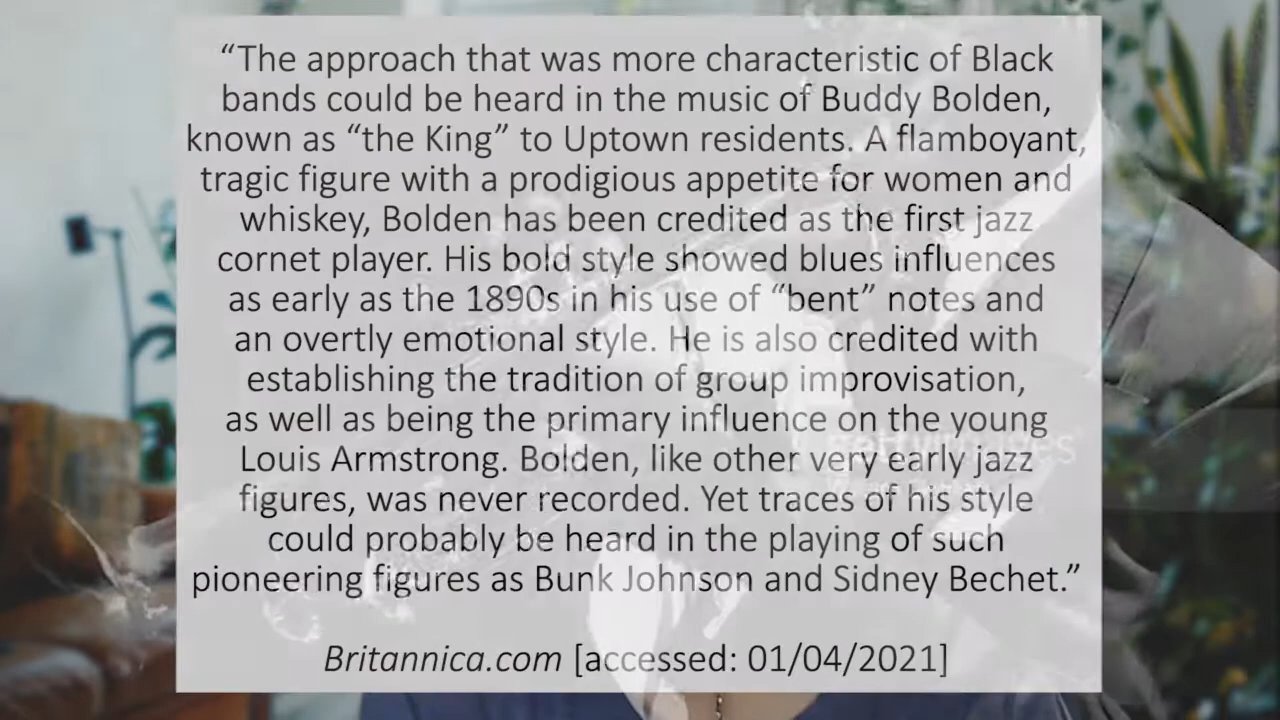 “The approach that was more characteristic of Black
bands could be heard in the music of Buddy Bolden,
known as “the King” to Uptown residents. A flamboyant,
tragic figure with a prodigious appetite for women and
whiskey, Bolden has been credited as the first jazz
cornet player. His bold style showed blues influences
as early as the 1890s in his use of “bent” notes and
an overtly emotional style. He is also credited with
establishing the tradition of group improvisation,
as well as being the primary influence on the young
Louis Armstrong. Bolden, like other very early jazz
figures, was never recorded. Yet traces of his style
could probably be heard in the playing of such
pioneering figures as Bunk Johnson and Sidney Bechet.”
Britannica.com [accessed: 01/04/2021]